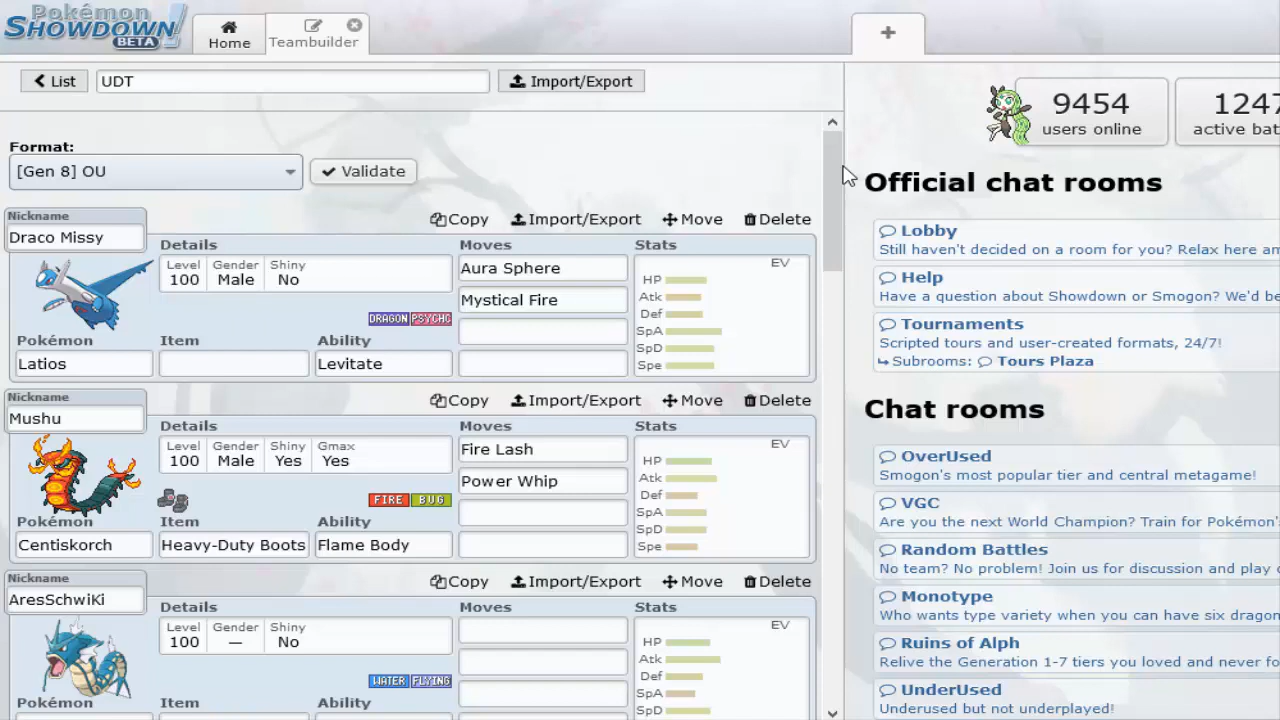 Pokémon
SHOWDOWN!
BETA
Home
Teambuilder
+
List
UDT
Import/Export
9454
users online
1247
active bat
Format:
[Gen 8] OU
Validate
Official chat rooms
Nickname
Draco Missy
Copy
Import/Export
Move
Delete
Details
Moves
Stats
Level
100
Gender
Male
Shiny
No
Aura Sphere
Mystical Fire
EV
HP
Atk
Def
SpA
SpD
Spe
DRAGON
PSYCHC
Pokémon
Latios
Item
Ability
Levitate
Nickname
Mushu
Copy
Import/Export
Move
Delete
Details
Moves
Stats
Level
100
Gender
Male
Shiny
Yes
Gmax
Yes
Fire Lash
Power Whip
EV
HP
Atk
Def
SpA
SpD
Spe
FIRE
BUG
Pokémon
Centiskorch
Item
Heavy-Duty Boots
Ability
Flame Body
Nickname
AresSchwiKi
Copy
Import/Export
Move
Delete
Details
Moves
Stats
Level
100
Gender
—
Shiny
No
EV
HP
Atk
Def
SpA
SpD
WATER
FLYING
Pokémon
Item
Ability
Lobby
Still haven't decided on a room for you? Relax here am
Help
Have a question about Showdown or Smogon? We'd be
Tournaments
Scripted tours and user-created formats, 24/7!
↳ Subrooms: Tours Plaza
Chat rooms
OverUsed
Smogon's most popular tier and central metagame!
VGC
Are you the next World Champion? Train for Pokémon's
Random Battles
No team? No problem! Join us for discussion and play o
Monotype
Who wants type variety when you can have six dragon
Ruins of Alph
Relive the Generation 1-7 tiers you loved and never fo
UnderUsed
Underused but not underplayed!